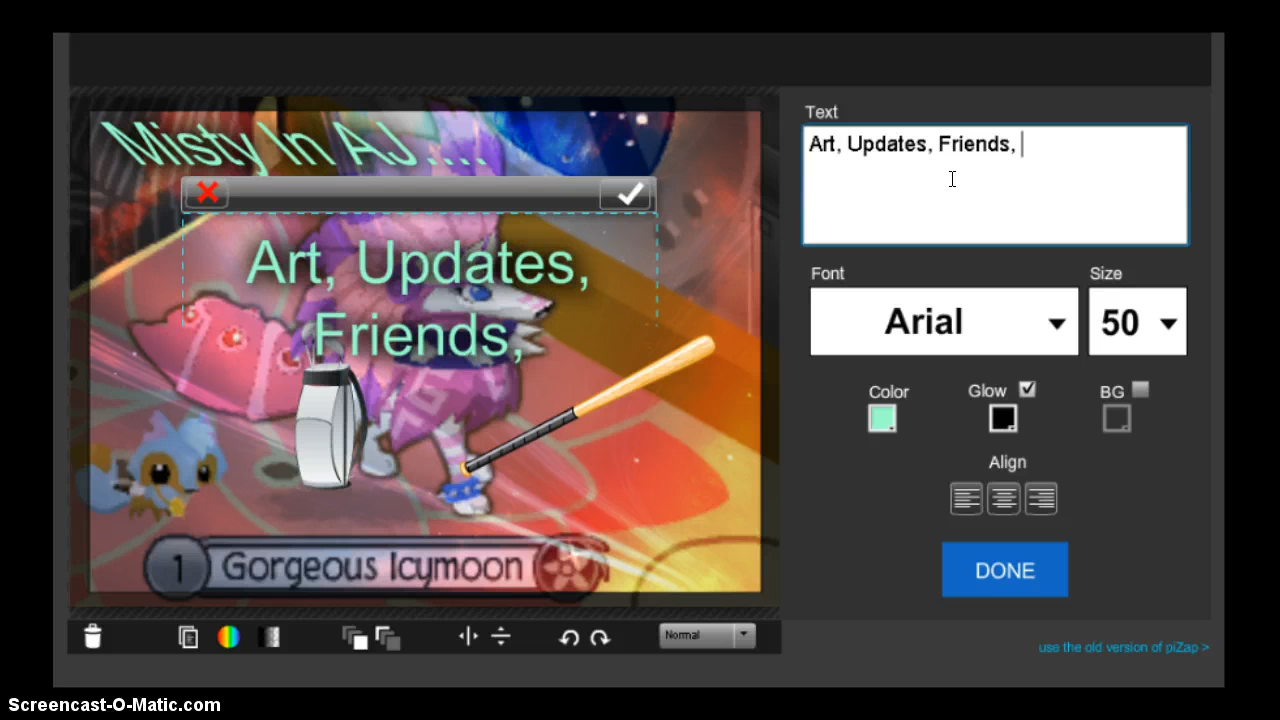 Text
Misty In AJ....
Art, Updates, Friends,
Art, Updates,
Friends,
Font
Size
Arial
50
Color
Glow
BG
Align
1
Gorgeous Icymoon
DONE
Normal
use the old version of piZap >
Screencast-O-Matic.com